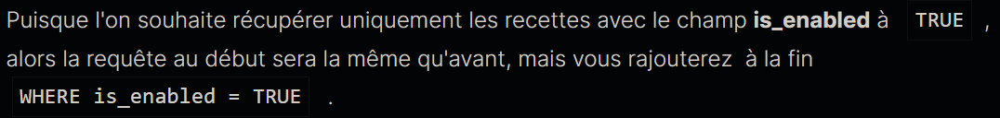 Puisque l'on souhaite récupérer uniquement les recettes avec le champ is_enabled à TRUE ,
alors la requête au début sera la même qu'avant, mais vous rajouterez à la fin
WHERE is_enabled = TRUE .